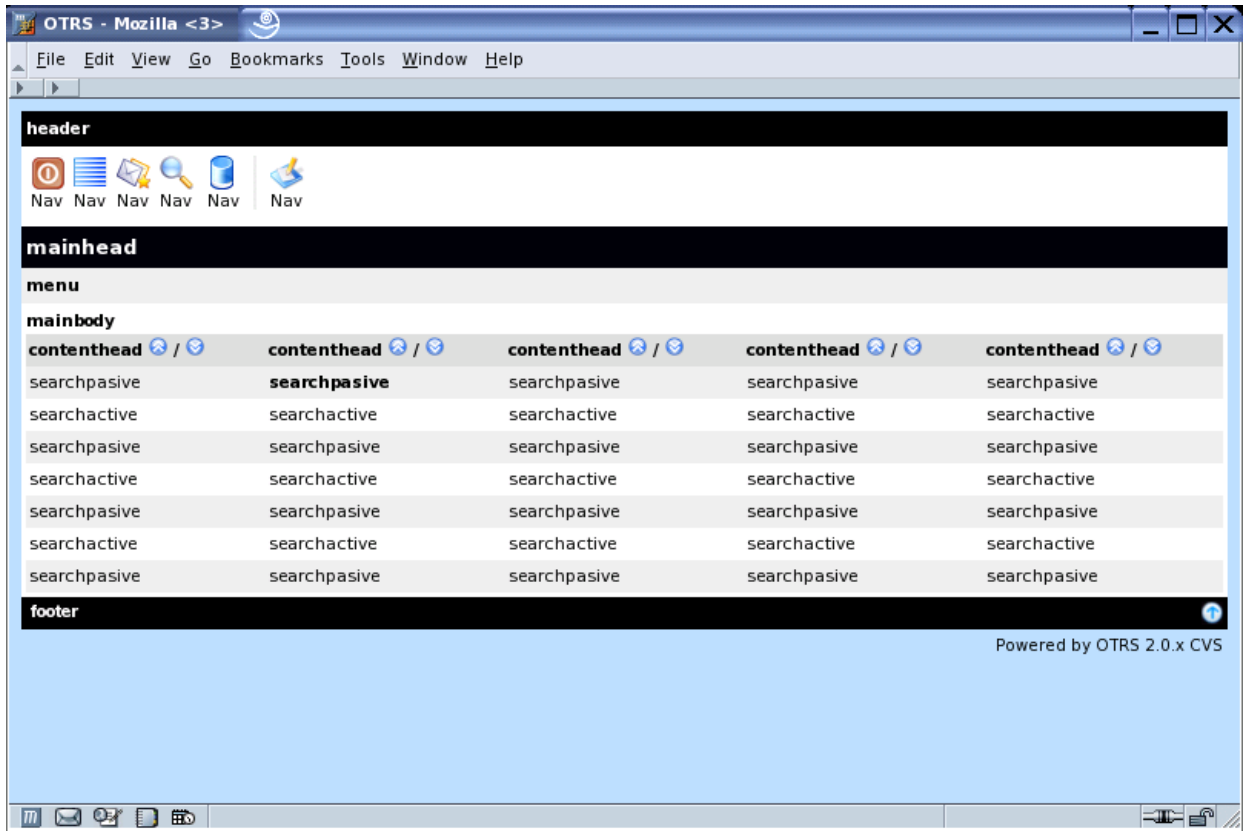 OTRS - Mozilla <3>
File Edit View Go Bookmarks Tools Window Help
header
Nav Nav Nav Nav Nav Nav
mainhead
menu
mainbody
contenthead / contenthead / contenthead / contenthead / contenthead /
searchpasive searchpasive searchpasive searchpasive searchpasive
searchactive searchactive searchactive searchactive searchactive
searchpasive searchpasive searchpasive searchpasive searchpasive
searchactive searchactive searchactive searchactive searchactive
searchpasive searchpasive searchpasive searchpasive searchpasive
searchactive searchactive searchactive searchactive searchactive
searchpasive searchpasive searchpasive searchpasive searchpasive
footer
Powered by OTRS 2.0.x CVS